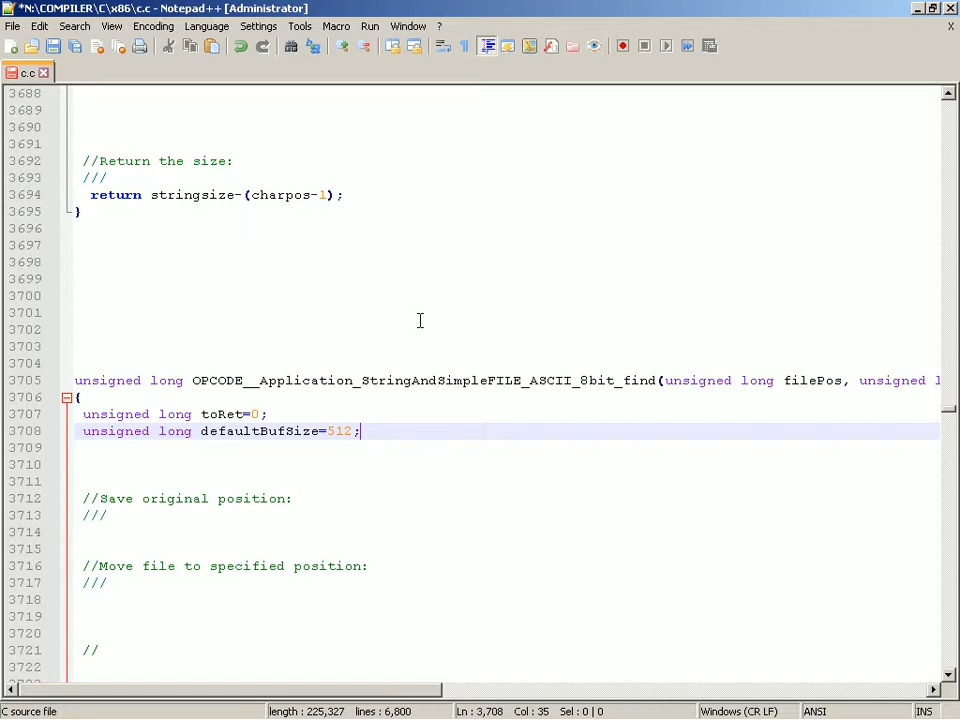 *N:\COMPILER\C\x86\c.c - Notepad++ [Administrator]
File Edit Search View Encoding Language Settings Tools Macro Run Window ? X
c.c
3688
3689
3690
3691
3692 //Return the size:
3693 ///
3694 return stringsize-(charpos-1);
3695 }
3696
3697
3698
3699
3700
3701
3702
3703
3704
3705 unsigned long OPCODE__Application_StringAndSimpleFILE_ASCII_8bit_find(unsigned long filePos, unsigned l
3706 {
3707 unsigned long toRet=0;
3708 unsigned long defaultBufSize=512;
3709
3710
3711
3712 //Save original position:
3713 ///
3714
3715
3716 //Move file to specified position:
3717 ///
3718
3719
3720
3721 //
3722
C source file length : 225,327 lines : 6,800 Ln : 3,708 Col : 35 Sel : 0 | 0 Windows (CR LF) ANSI INS